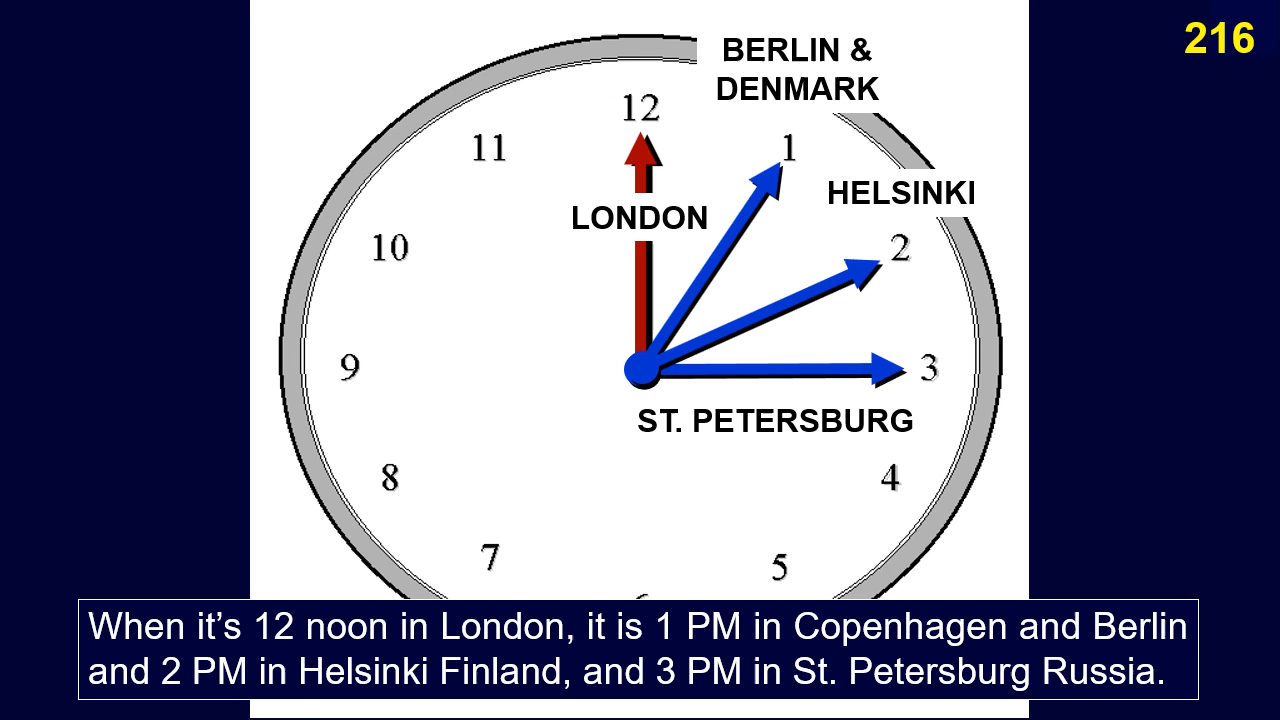 216
BERLIN &
DENMARK
12
11
1
HELSINKI
LONDON
10
2
9
3
ST. PETERSBURG
8
4
7
5
When it’s 12 noon in London, it is 1 PM in Copenhagen and Berlin
and 2 PM in Helsinki Finland, and 3 PM in St. Petersburg Russia.